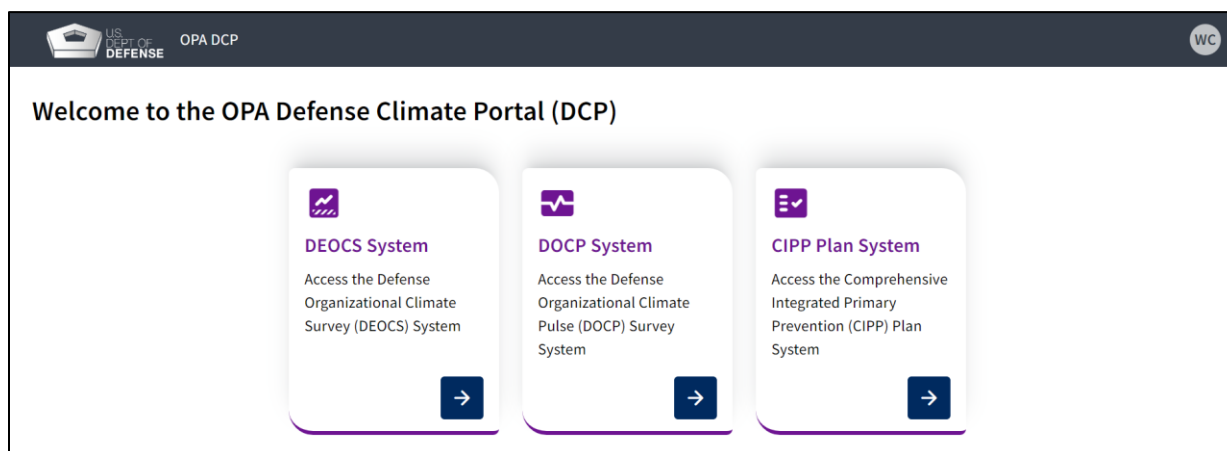 U.S.
DEPT OF
DEFENSE
OPA DCP
WC
Welcome to the OPA Defense Climate Portal (DCP)
DEOCS System
Access the Defense
Organizational Climate
Survey (DEOCS) System
DOCP System
Access the Defense
Organizational Climate
Pulse (DOCP) Survey
System
CIPP Plan System
Access the Comprehensive
Integrated Primary
Prevention (CIPP) Plan
System